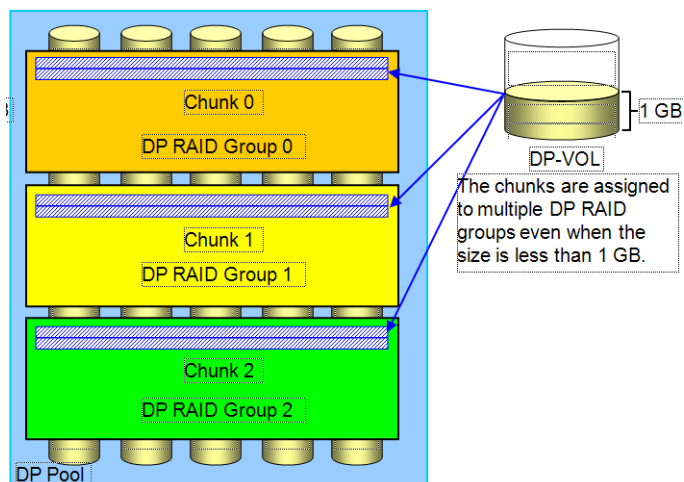 Chunk 0
DP RAID Group 0
Chunk 1
DP RAID Group 1
Chunk 2
DP RAID Group 2
DP Pool
1 GB
DP-VOL
The chunks are assigned
to multiple DP RAID
groups even when the
size is less than 1 GB.